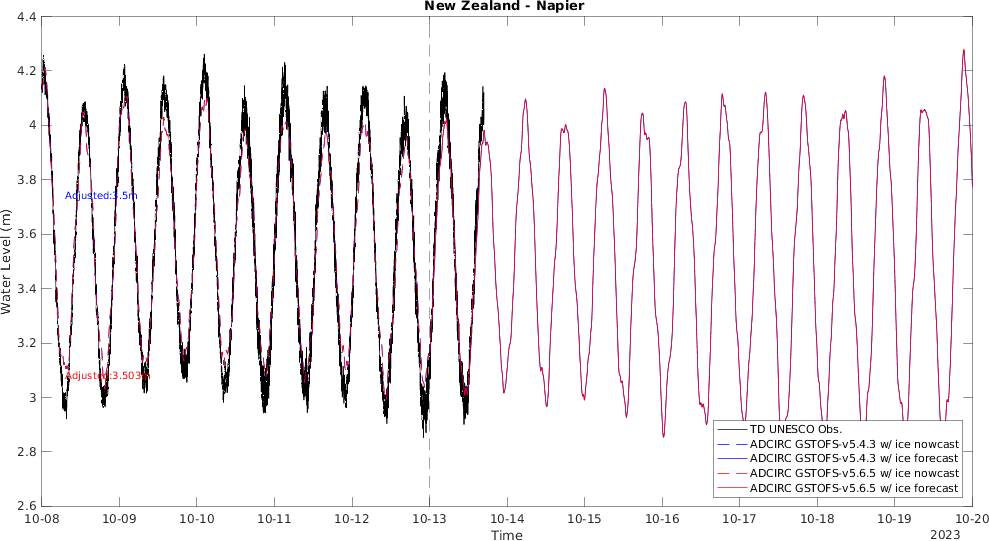 New Zealand - Napier
4.4
4.2
4
3.8
3.6
3.4
3.2
3
2.8
2.6
Water Level (m)
Adjusted:3.5m
Adjusted:3.503m
TD UNESCO Obs.
ADCIRC GSTOFS-v5.4.3 w/ ice nowcast
ADCIRC GSTOFS-v5.4.3 w/ ice forecast
ADCIRC GSTOFS-v5.6.5 w/ ice nowcast
ADCIRC GSTOFS-v5.6.5 w/ ice forecast
10-08 10-09 10-10 10-11 10-12 10-13 10-14 10-15 10-16 10-17 10-18 10-19 10-20
Time
2023